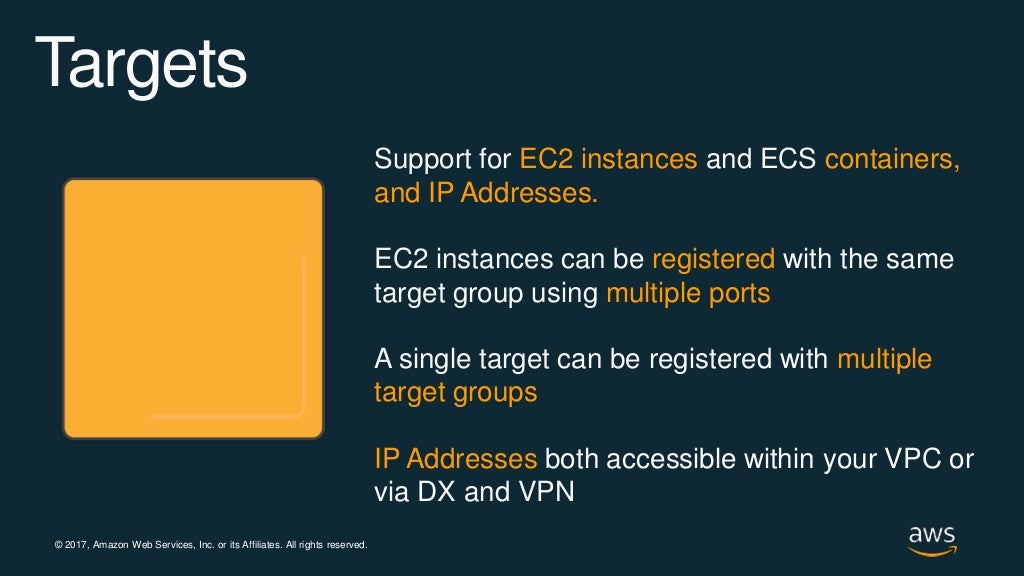 Targets
Support for EC2 instances and ECS containers,
and IP Addresses.
EC2 instances can be registered with the same
target group using multiple ports
A single target can be registered with multiple
target groups
IP Addresses both accessible within your VPC or
via DX and VPN
© 2017, Amazon Web Services, Inc. or its Affiliates. All rights reserved.
aws